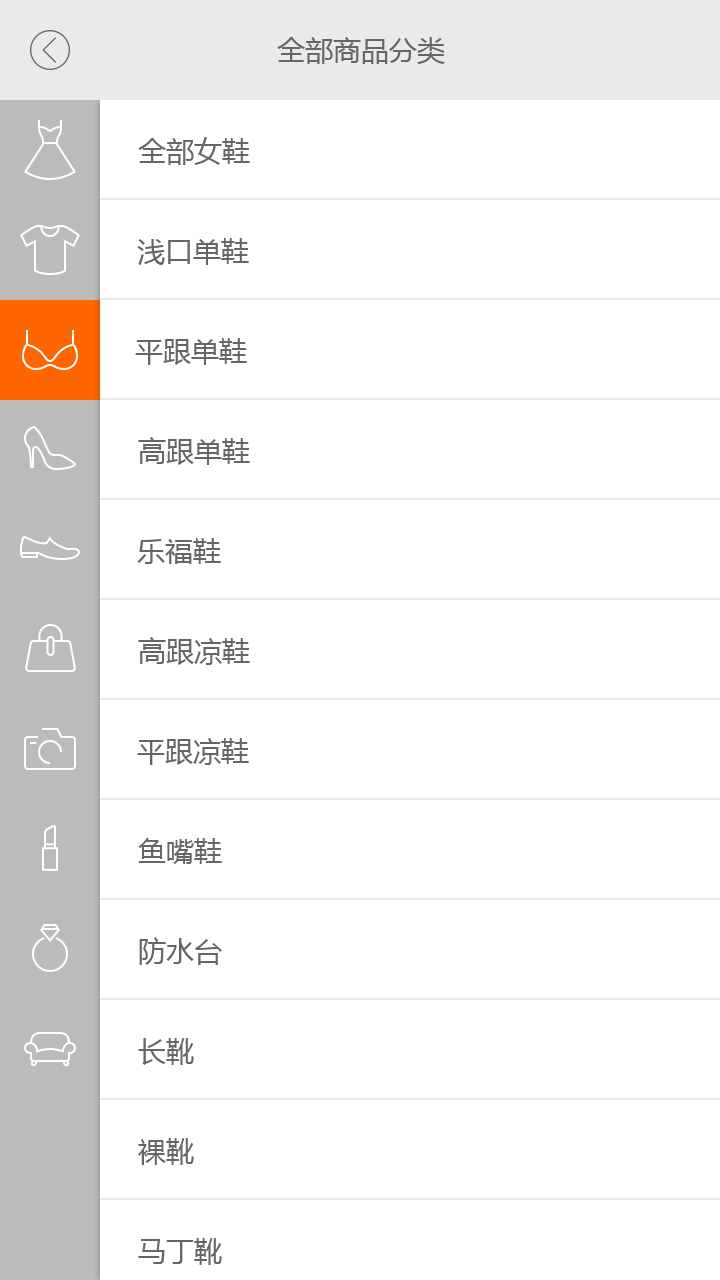 全部商品分类
全部女鞋
浅口单鞋
平跟单鞋
高跟单鞋
乐福鞋
高跟凉鞋
平跟凉鞋
鱼嘴鞋
防水台
长靴
裸靴
马丁靴